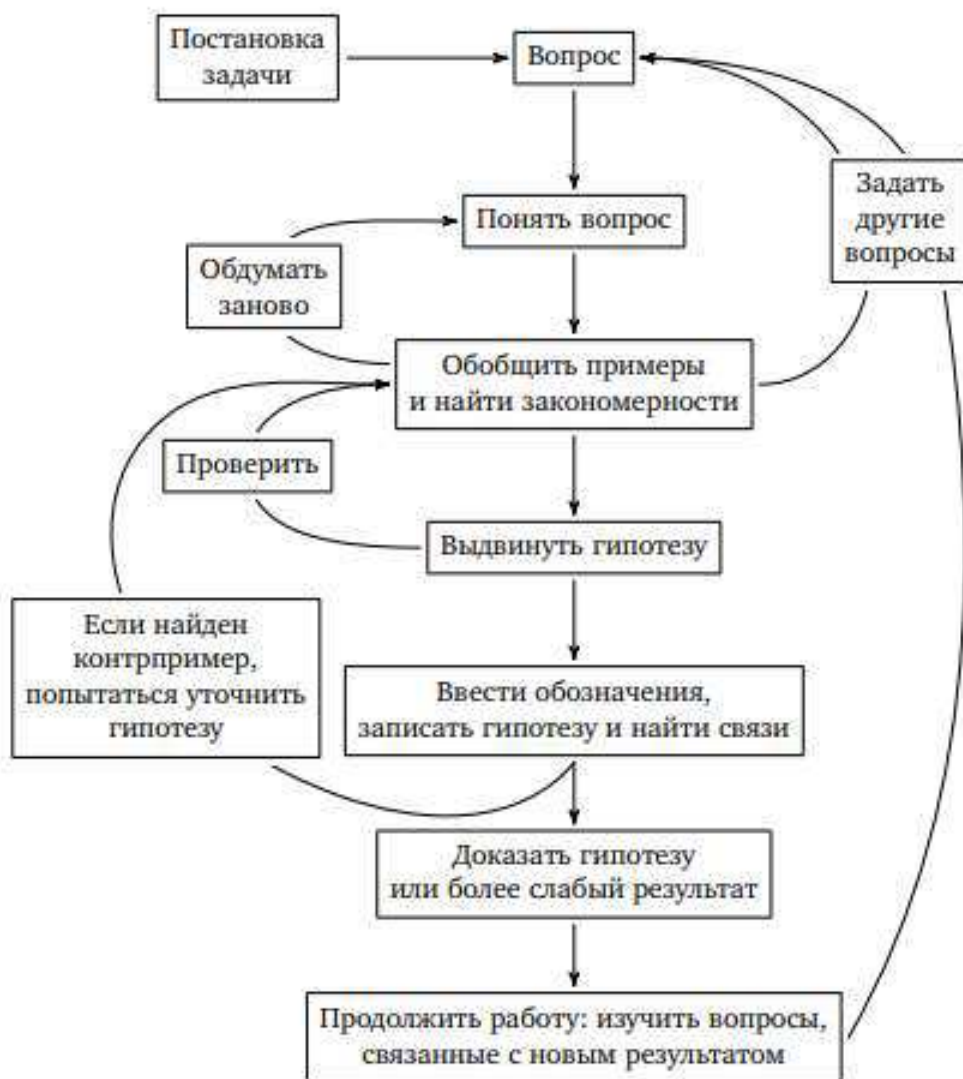 Постановка
задачи
Вопрос
Задать
другие
вопросы
Понять вопрос
Обдумать
заново
Обобщить примеры
и найти закономерности
Проверить
Выдвинуть гипотезу
Если найден
контрпример,
попытаться уточнить
гипотезу
Ввести обозначения,
записать гипотезу и найти связи
Доказать гипотезу
или более слабый результат
Продолжить работу: изучить вопросы,
связанные с новым результатом